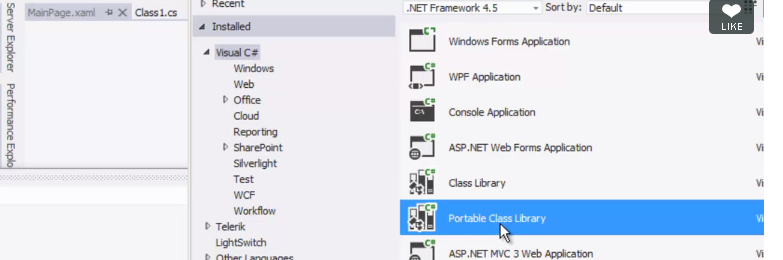 MainPage.xaml
Class1.cs
Server Explorer
Performance Explo
Recent
Installed
Visual C#
Windows
Web
Office
Cloud
Reporting
SharePoint
Silverlight
Test
WCF
Workflow
Telerik
LightSwitch
Other Languages
.NET Framework 4.5
Sort by: Default
LIKE
Windows Forms Application
Vi
WPF Application
Vi
Console Application
Vi
ASP.NET Web Forms Application
Vi
Class Library
Vi
Portable Class Library
Vi
ASP.NET MVC 3 Web Application
Vi